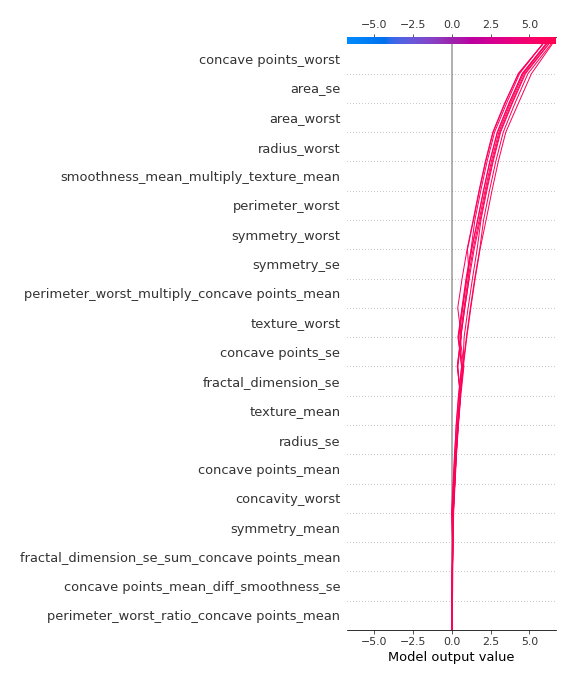 −5.0 −2.5 0.0 2.5 5.0
concave points_worst
area_se
area_worst
radius_worst
smoothness_mean_multiply_texture_mean
perimeter_worst
symmetry_worst
symmetry_se
perimeter_worst_multiply_concave points_mean
texture_worst
concave points_se
fractal_dimension_se
texture_mean
radius_se
concave points_mean
concavity_worst
symmetry_mean
fractal_dimension_se_sum_concave points_mean
concave points_mean_diff_smoothness_se
perimeter_worst_ratio_concave points_mean
−5.0 −2.5 0.0 2.5 5.0
Model output value